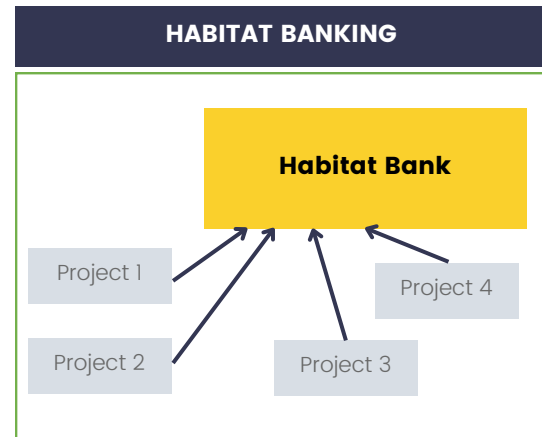 HABITAT BANKING
Habitat Bank
Project 1
Project 4
Project 2
Project 3